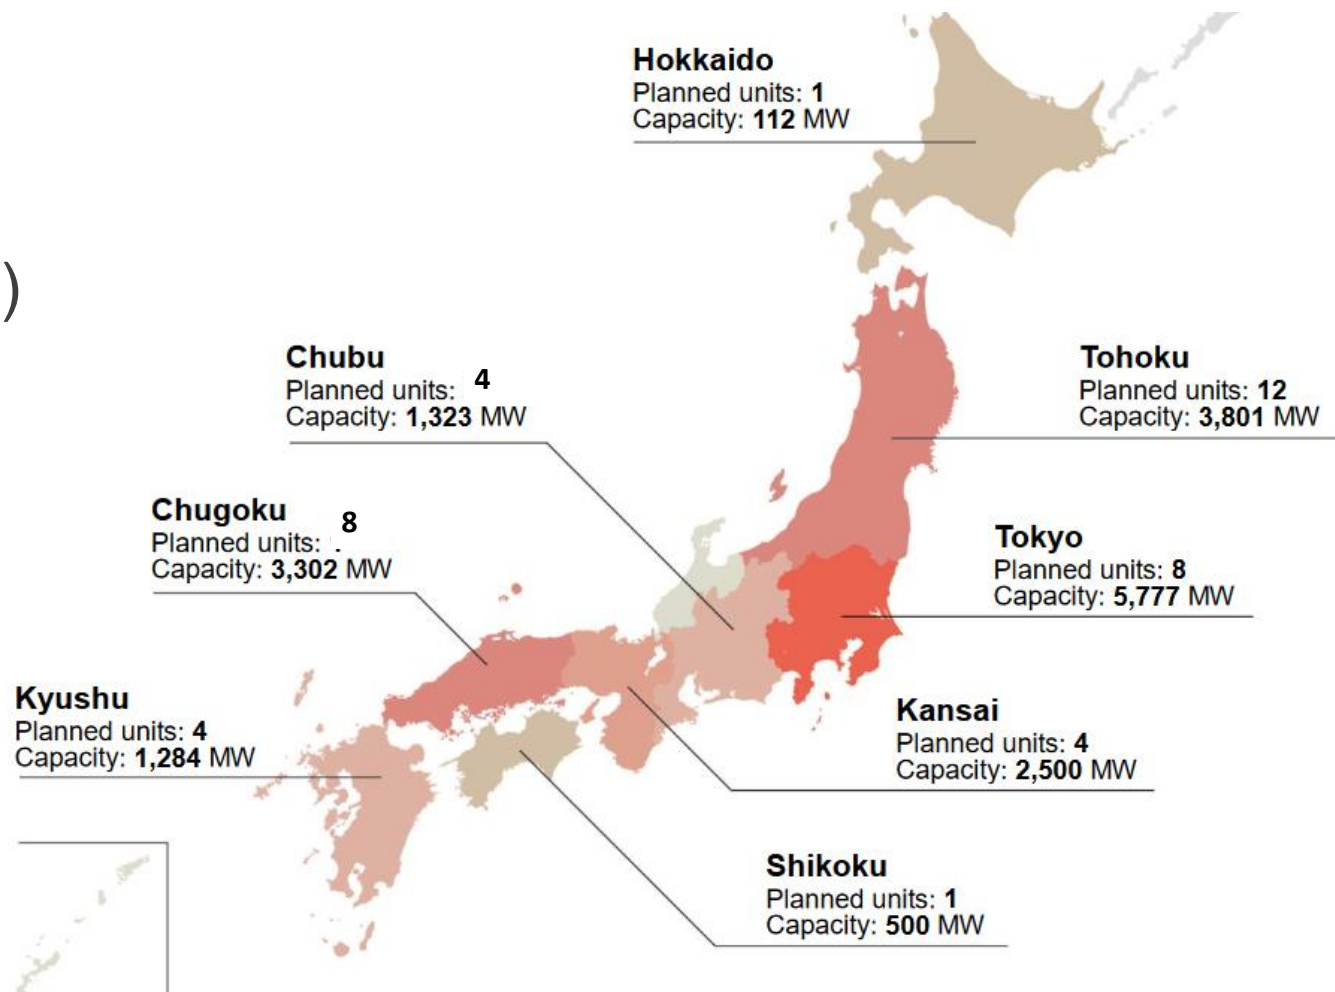 Hokkaido
Planned units: 1
Capacity: 112 MW
)
Chubu
Planned units: 4
Capacity: 1,323 MW
Tohoku
Planned units: 12
Capacity: 3,801 MW
Chugoku
Planned units: 8
Capacity: 3,302 MW
Tokyo
Planned units: 8
Capacity: 5,777 MW
Kyushu
Planned units: 4
Capacity: 1,284 MW
Kansai
Planned units: 4
Capacity: 2,500 MW
Shikoku
Planned units: 1
Capacity: 500 MW